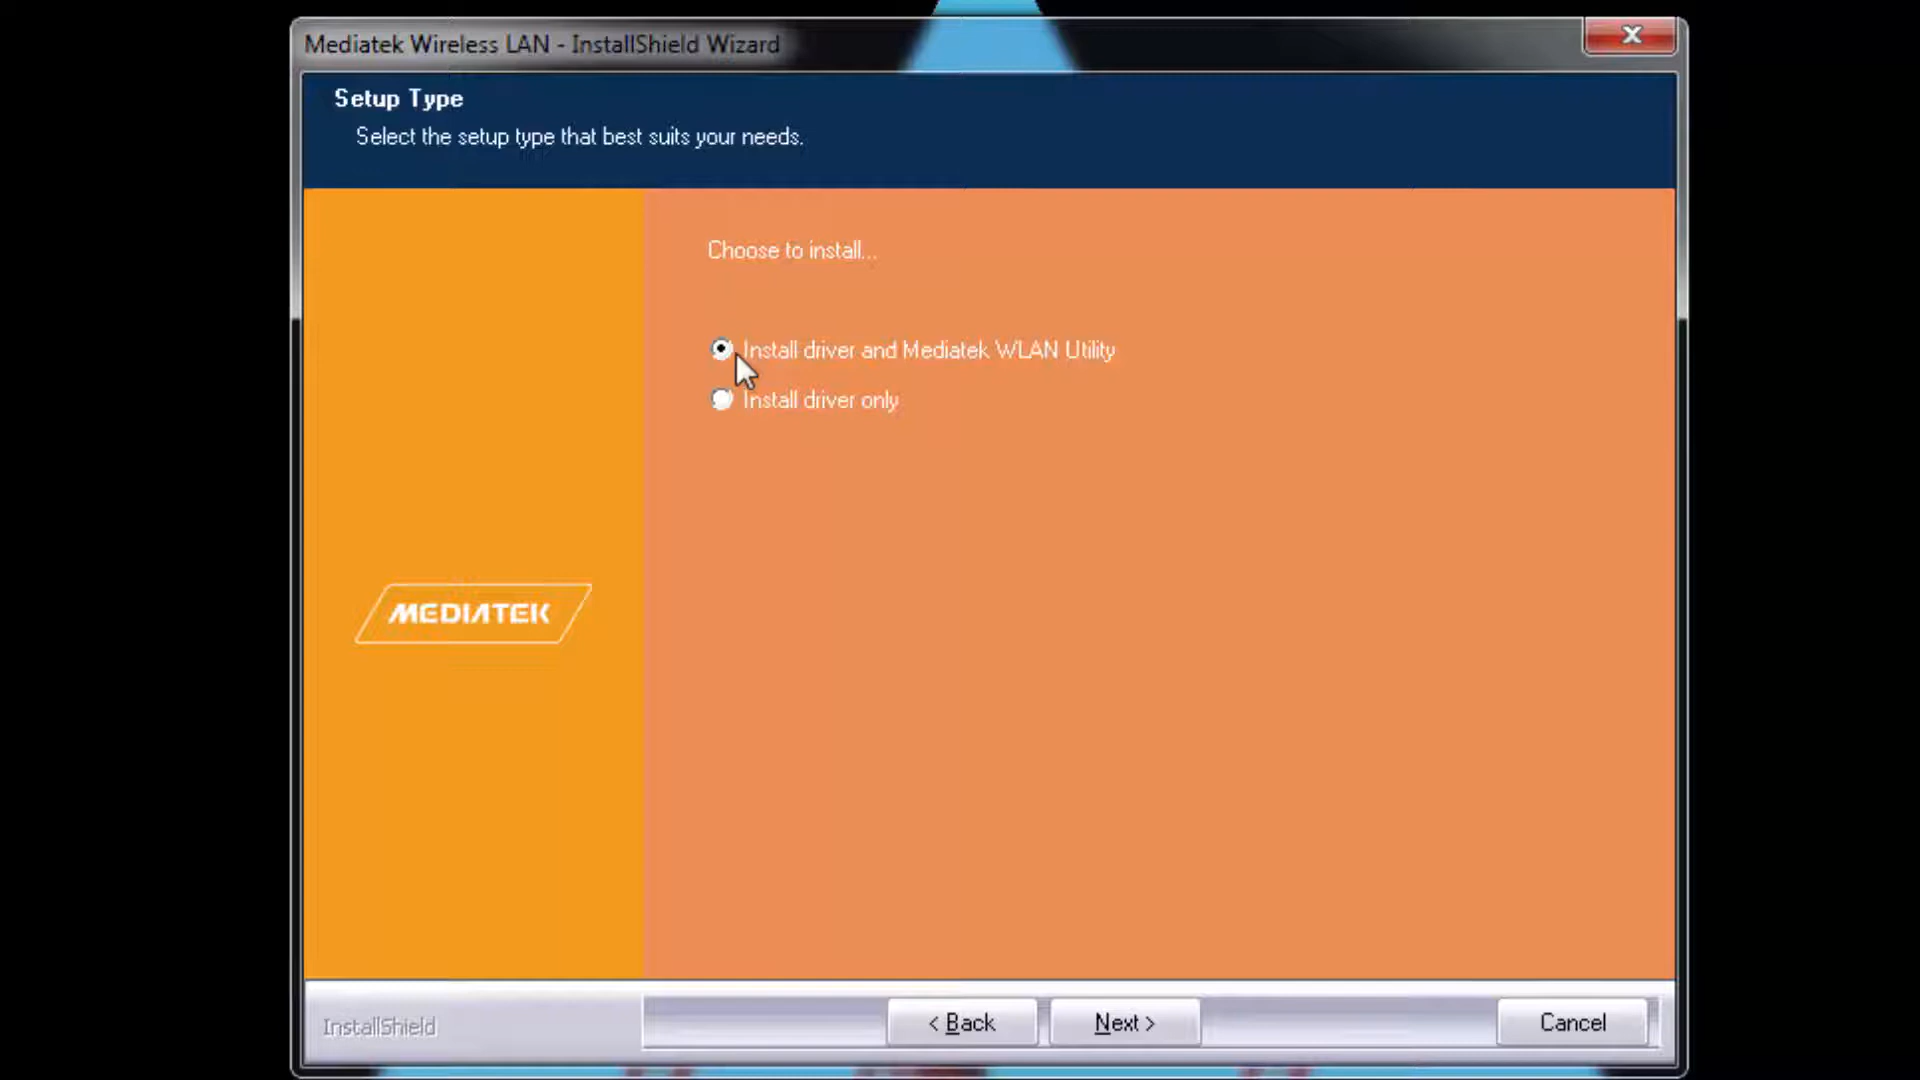 Mediatek Wireless LAN - InstallShield Wizard
Setup Type
Select the setup type that best suits your needs.
Choose to install...
Install driver and Mediatek WLAN Utility
Install driver only
MEDIATEK
InstallShield
< Back
Next >
Cancel